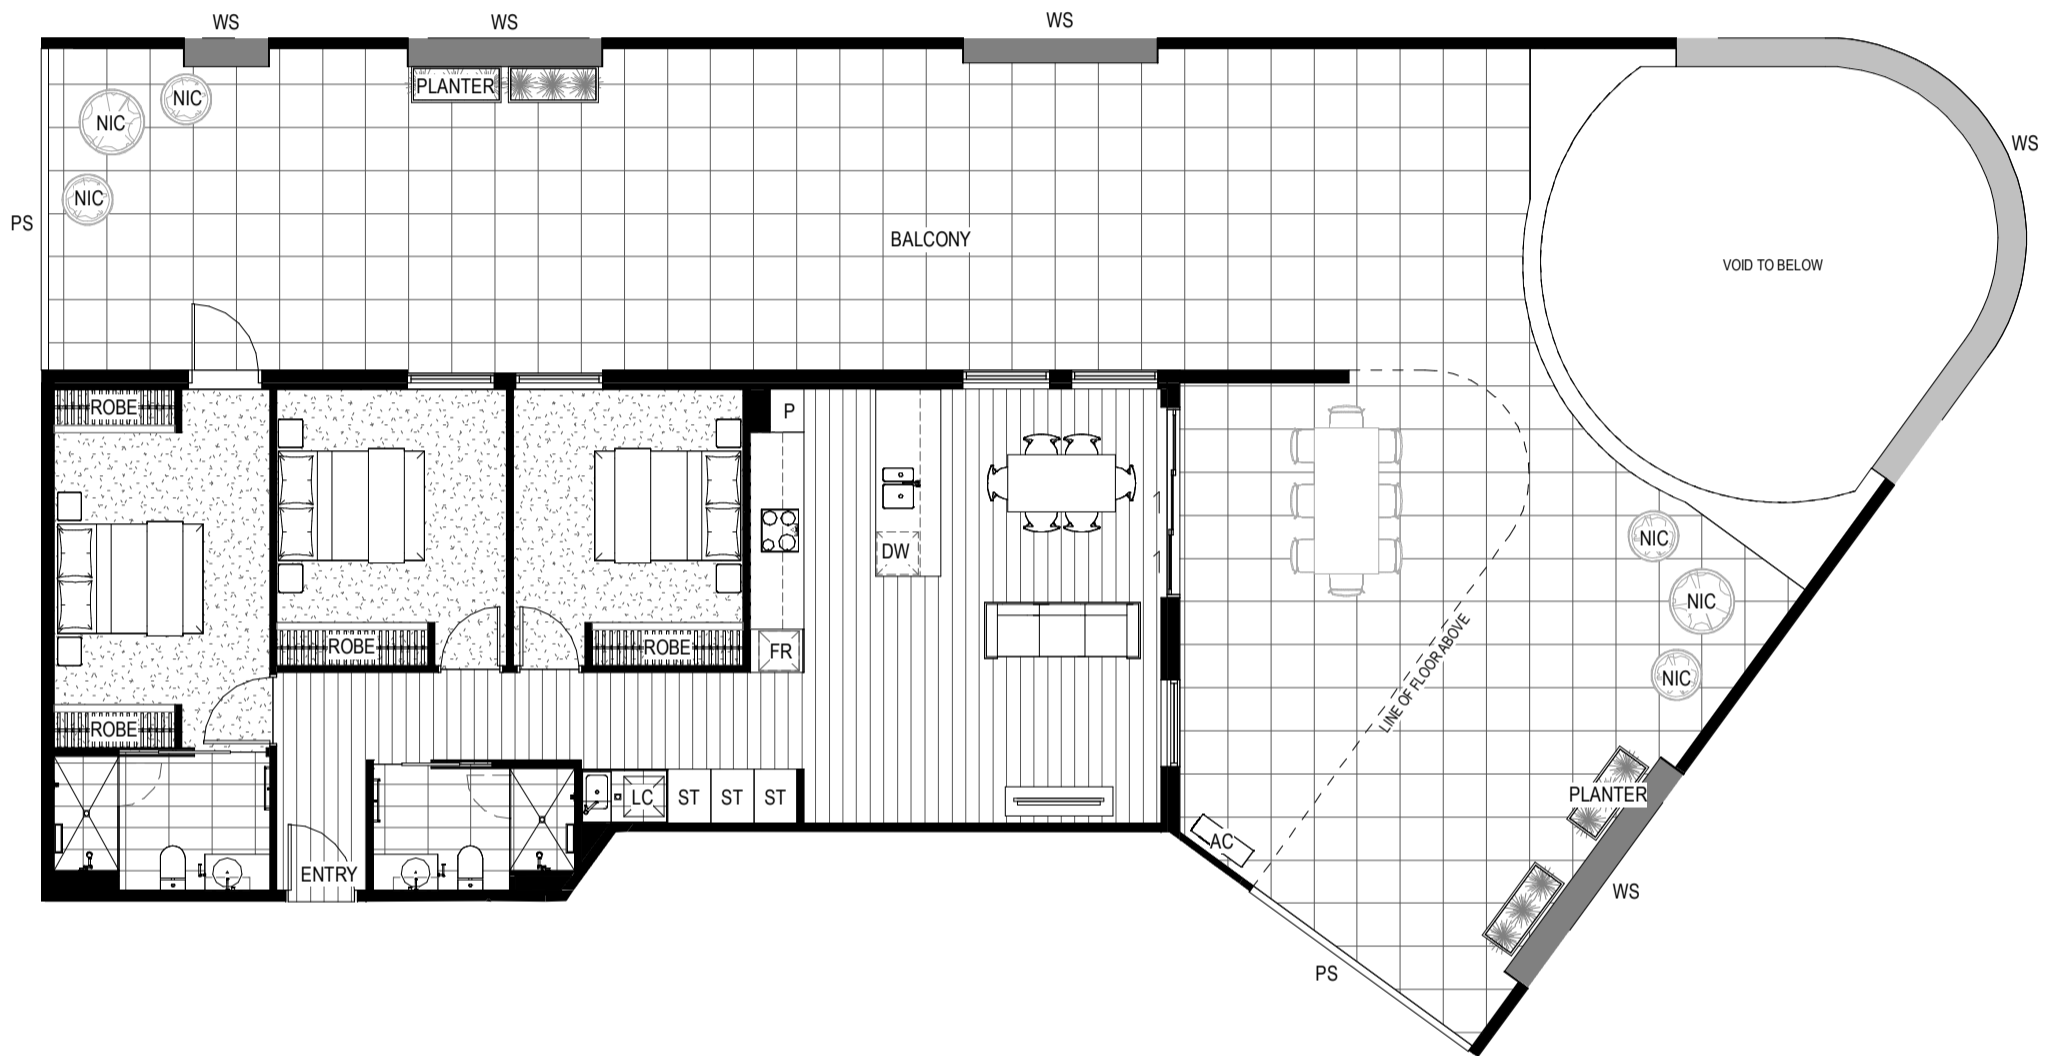 WS
WS
WS
NIC
PLANTER
NIC
WS
NIC
PS
BALCONY
VOID TO BELOW
ROBE
P
NIC
DW
NIC
ROBE
ROBE
FR
LINE OF FLOOR ABOVE
NIC
ROBE
LC
ST
ST
ST
PLANTER
AC
ENTRY
WS
PS